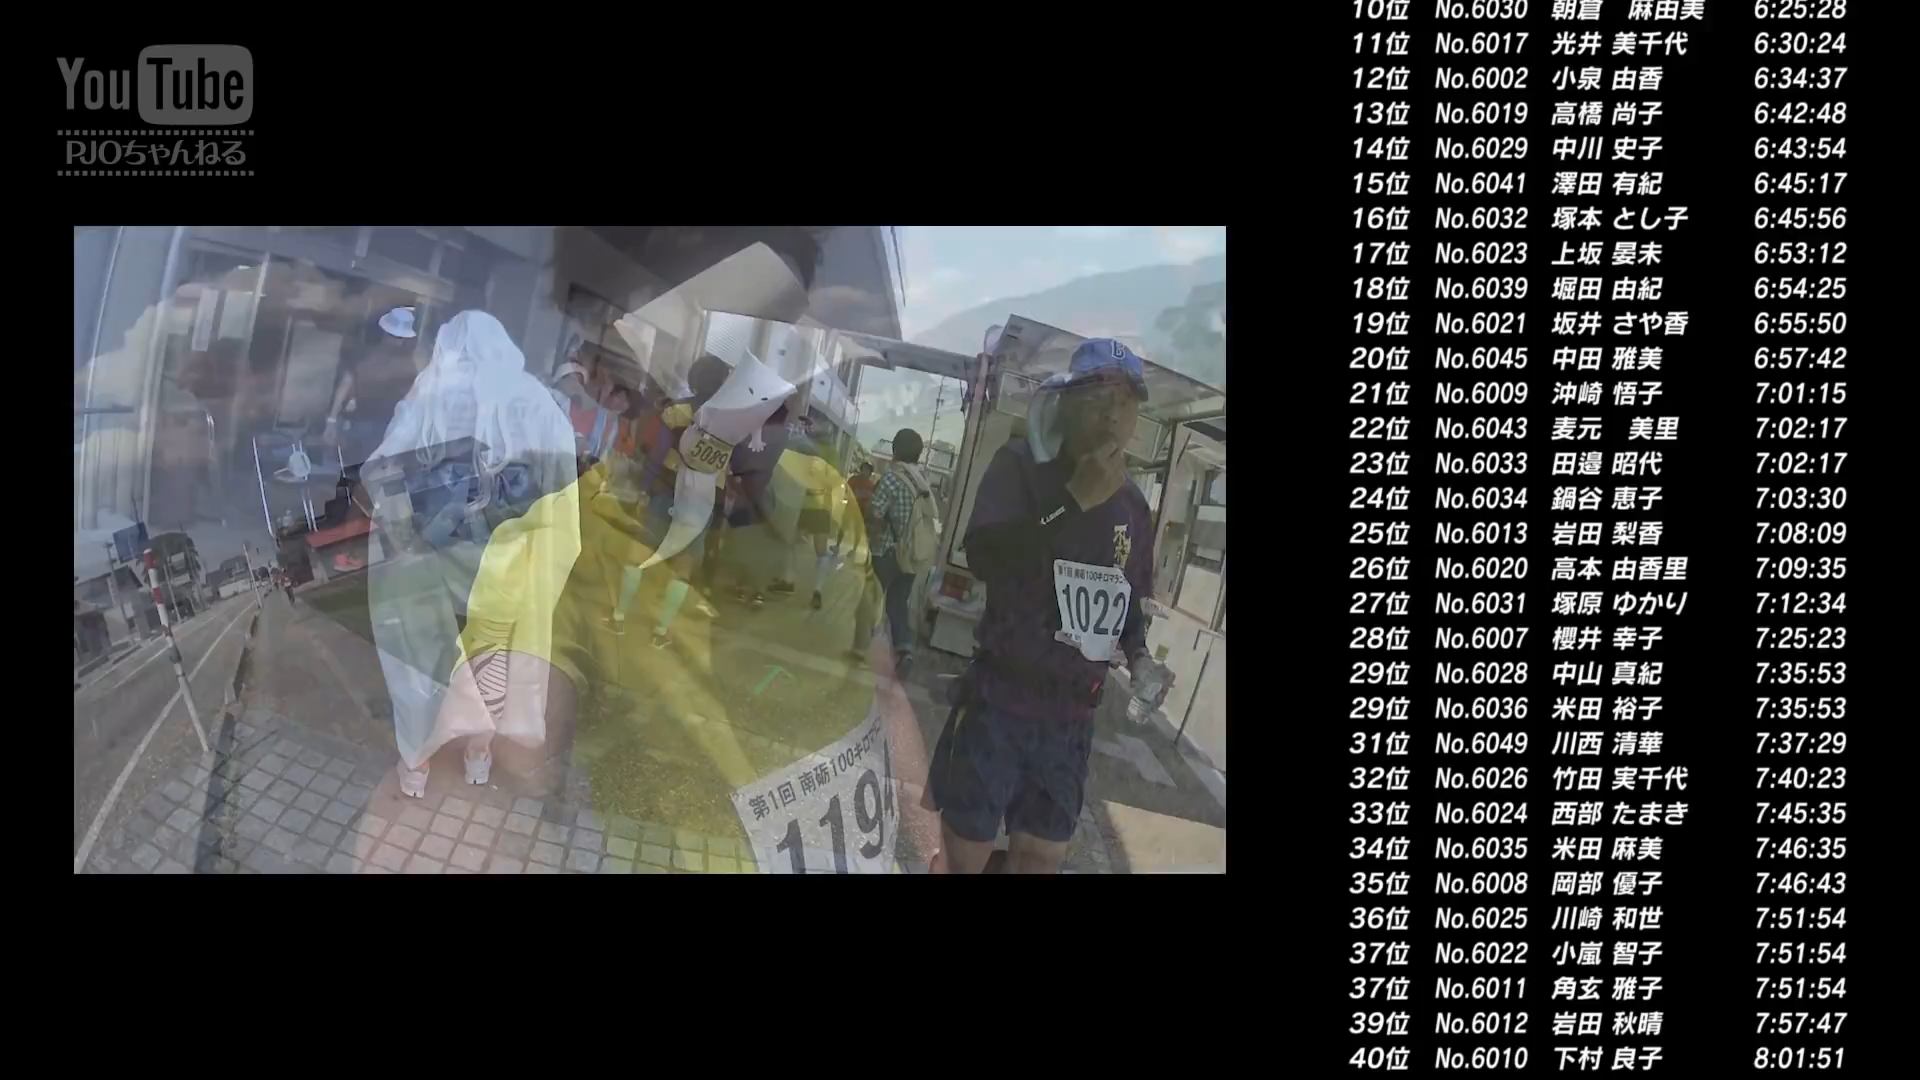 YouTube
PJOちゃんねる
5089
第1回 南砺100キロマラ
1022
第1回 南砺100キロマラ
1194
10位 No.6030 朝倉　麻由美 6:25:28
11位 No.6017 光井 美千代 6:30:24
12位 No.6002 小泉 由香 6:34:37
13位 No.6019 高橋 尚子 6:42:48
14位 No.6029 中川 史子 6:43:54
15位 No.6041 澤田 有紀 6:45:17
16位 No.6032 塚本 とし子 6:45:56
17位 No.6023 上坂 晏未 6:53:12
18位 No.6039 堀田 由紀 6:54:25
19位 No.6021 坂井 さや香 6:55:50
20位 No.6045 中田 雅美 6:57:42
21位 No.6009 沖崎 悟子 7:01:15
22位 No.6043 麦元　美里 7:02:17
23位 No.6033 田邉 昭代 7:02:17
24位 No.6034 鍋谷 恵子 7:03:30
25位 No.6013 岩田 梨香 7:08:09
26位 No.6020 高本 由香里 7:09:35
27位 No.6031 塚原 ゆかり 7:12:34
28位 No.6007 櫻井 幸子 7:25:23
29位 No.6028 中山 真紀 7:35:53
29位 No.6036 米田 裕子 7:35:53
31位 No.6049 川西 清華 7:37:29
32位 No.6026 竹田 実千代 7:40:23
33位 No.6024 西部 たまき 7:45:35
34位 No.6035 米田 麻美 7:46:35
35位 No.6008 岡部 優子 7:46:43
36位 No.6025 川崎 和世 7:51:54
37位 No.6022 小嵐 智子 7:51:54
37位 No.6011 角玄 雅子 7:51:54
39位 No.6012 岩田 秋晴 7:57:47
40位 No.6010 下村 良子 8:01:51